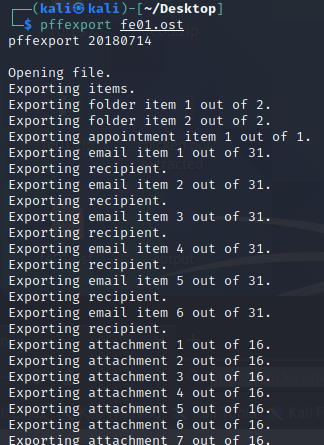 ┌──(kali㉿kali)-[~/Desktop]
└─$ pffexport fe01.ost
pffexport 20180714

Opening file.
Exporting items.
Exporting folder item 1 out of 2.
Exporting folder item 2 out of 2.
Exporting appointment item 1 out of 1.
Exporting email item 1 out of 31.
Exporting recipient.
Exporting email item 2 out of 31.
Exporting recipient.
Exporting email item 3 out of 31.
Exporting recipient.
Exporting email item 4 out of 31.
Exporting recipient.
Exporting email item 5 out of 31.
Exporting recipient.
Exporting email item 6 out of 31.
Exporting recipient.
Exporting attachment 1 out of 16.
Exporting attachment 2 out of 16.
Exporting attachment 3 out of 16.
Exporting attachment 4 out of 16.
Exporting attachment 5 out of 16.
Exporting attachment 6 out of 16.
Exporting attachment 7 out of 16.